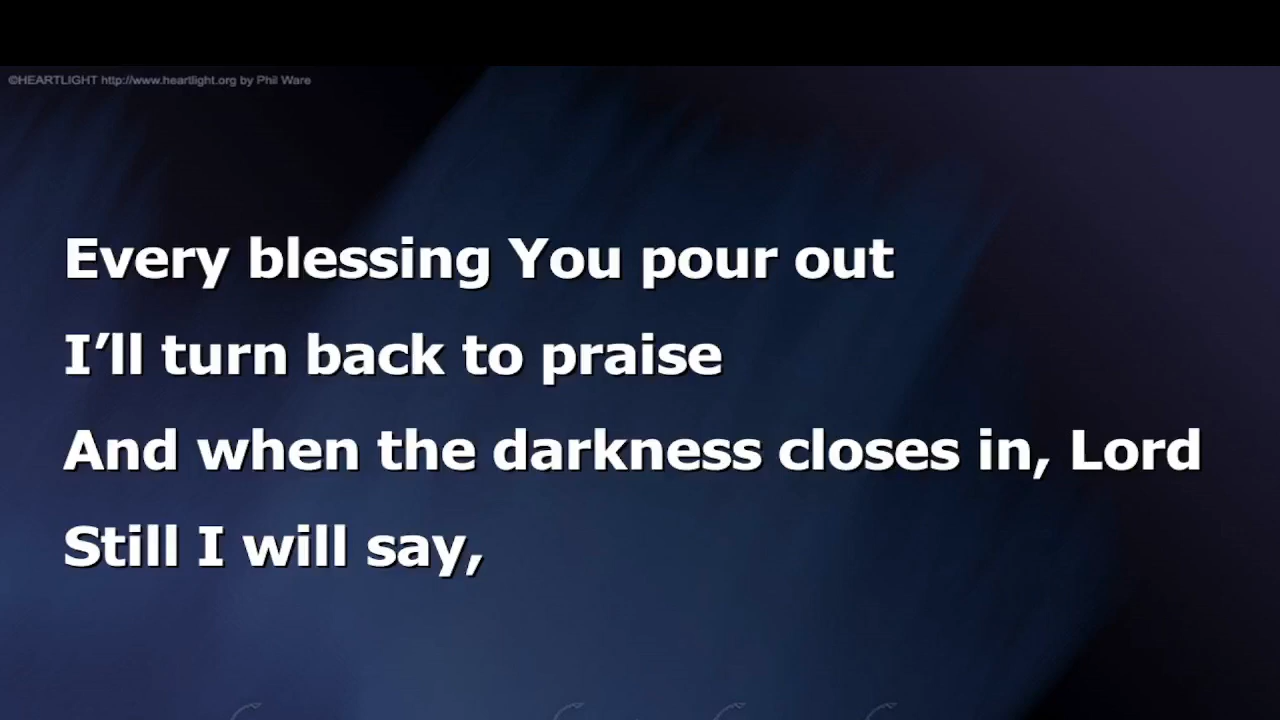 ©HEARTLIGHT http://www.heartlight.org by Phil Ware
Every blessing You pour out
I’ll turn back to praise
And when the darkness closes in, Lord
Still I will say,